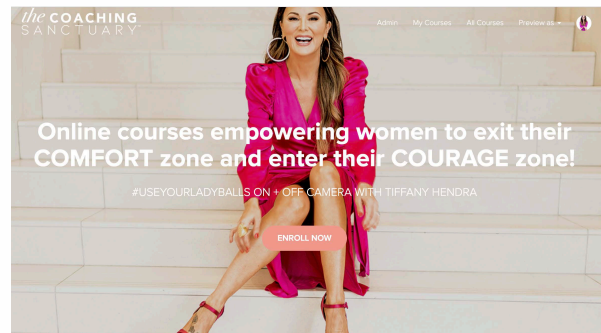 the COACHING
SANCTUARY
Admin My Courses All Courses Preview as
Online courses empowering women to exit their
COMFORT zone and enter their COURAGE zone!
#USEYOURLADYBALLS ON + OFF CAMERA WITH TIFFANY HENDRA
ENROLL NOW